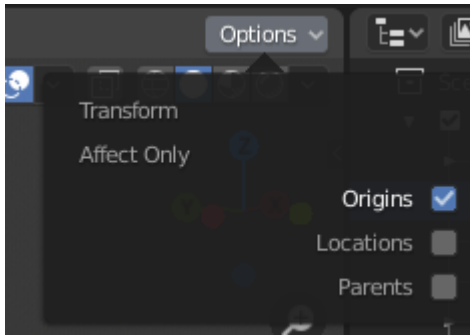 Options
Transform
Affect Only
Z
Y
X
Origins
Locations
Parents